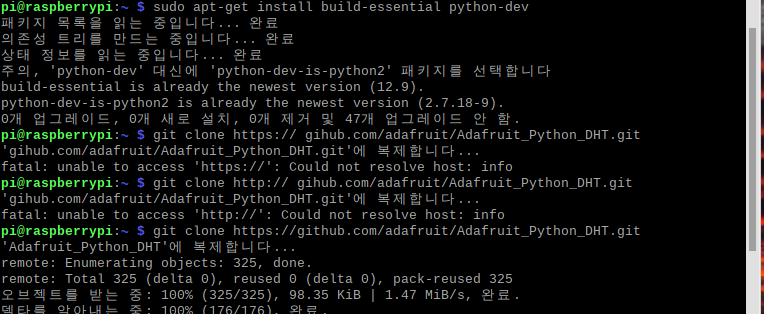 pi@raspberrypi:~ $ sudo apt-get install build-essential python-dev
패키지 목록을 읽는 중입니다... 완료
의존성 트리를 만드는 중입니다... 완료
상태 정보를 읽는 중입니다... 완료
주의, 'python-dev' 대신에 'python-dev-is-python2' 패키지를 선택합니다
build-essential is already the newest version (12.9).
python-dev-is-python2 is already the newest version (2.7.18-9).
0개 업그레이드, 0개 새로 설치, 0개 제거 및 47개 업그레이드 안 함.
pi@raspberrypi:~ $ git clone https:// gihub.com/adafruit/Adafruit_Python_DHT.git
'gihub.com/adafruit/Adafruit_Python_DHT.git'에 복제합니다...
fatal: unable to access 'https://': Could not resolve host: info
pi@raspberrypi:~ $ git clone http:// gihub.com/adafruit/Adafruit_Python_DHT.git
'gihub.com/adafruit/Adafruit_Python_DHT.git'에 복제합니다...
fatal: unable to access 'http://': Could not resolve host: info
pi@raspberrypi:~ $ git clone https://github.com/adafruit/Adafruit_Python_DHT.git
'Adafruit_Python_DHT'에 복제합니다...
remote: Enumerating objects: 325, done.
remote: Total 325 (delta 0), reused 0 (delta 0), pack-reused 325
오브젝트를 받는 중: 100% (325/325), 98.35 KiB | 1.47 MiB/s, 완료.
델타를 알아내는 중: 100% (176/176), 완료.